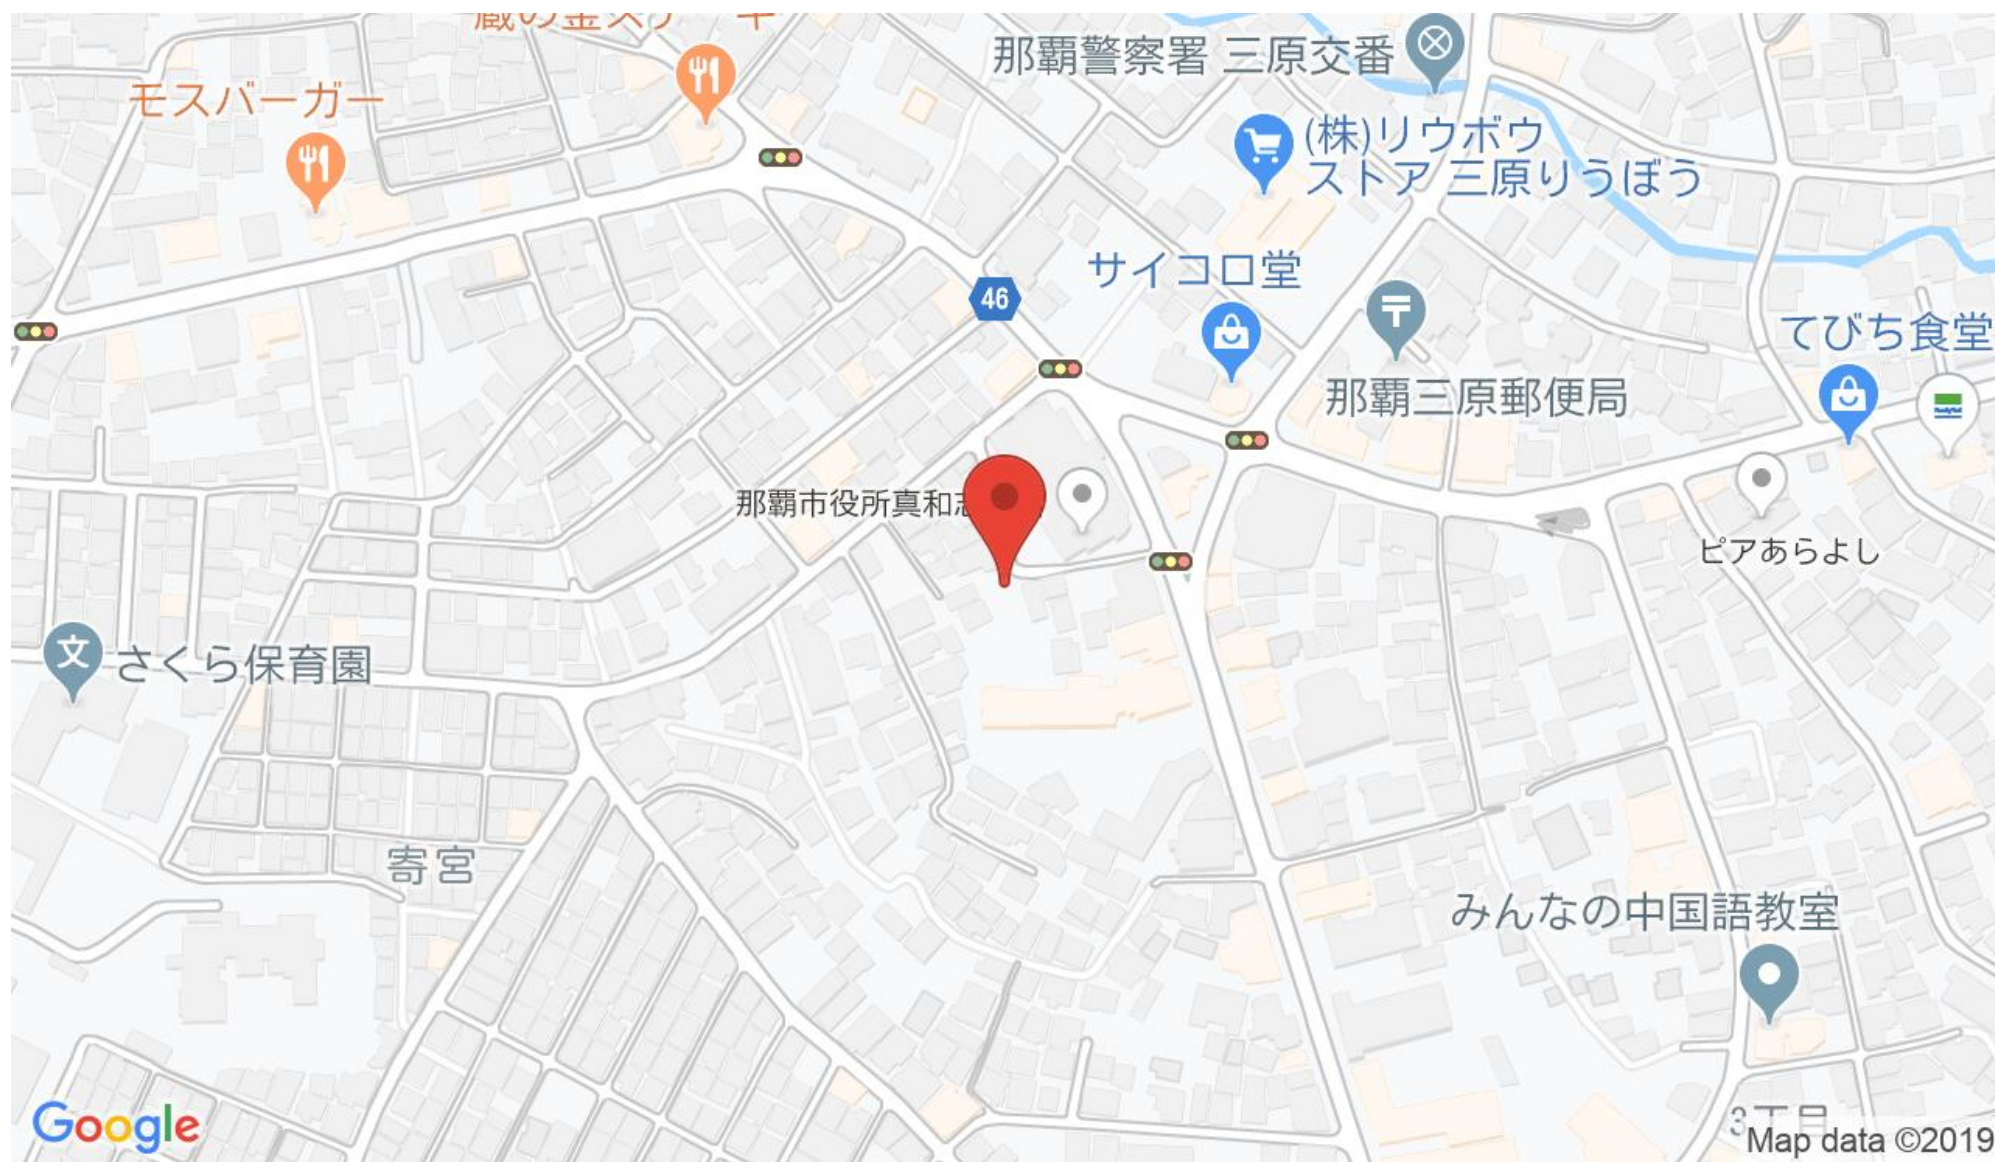 那覇警察署 三原交番
モスバーガー
(株)リウボウ
ストア 三原りうぼう
サイコロ堂
46
てびち食堂
那覇三原郵便局
那覇市役所真和
ピアあらよし
文
さくら保育園
寄宮
みんなの中国語教室
Google
Map data ©2019